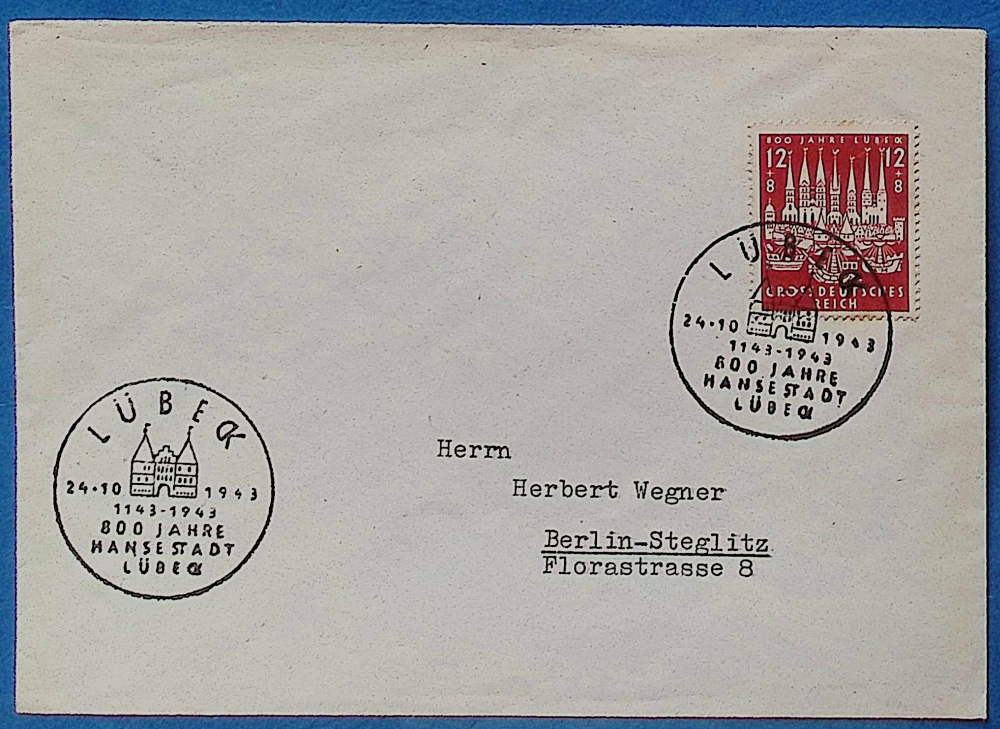 800 JAHRE LÜBECK
12 12
+ +
8 8
GROSSDEUTSCHES
REICH
LÜBECK
24.10 1943
1143-1943
800 JAHRE
HANSESTADT
LÜBECK
LÜBECK
24.10 1943
1143-1943
800 JAHRE
HANSESTADT
LÜBECK
Herrn
Herbert Wegner
Berlin-Steglitz
Florastrasse 8